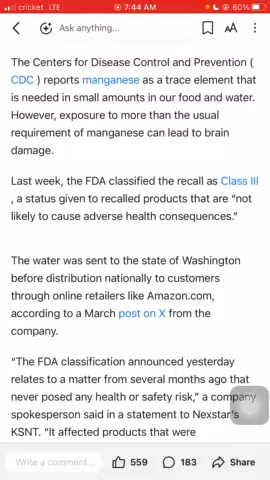 cricket LTE 7:44 AM 60%
Ask anything...
AA
The Centers for Disease Control and Prevention (
CDC ) reports manganese as a trace element that
is needed in small amounts in our food and water.
However, exposure to more than the usual
requirement of manganese can lead to brain
damage.
Last week, the FDA classified the recall as Class III
, a status given to recalled products that are “not
likely to cause adverse health consequences.”
The water was sent to the state of Washington
before distribution nationally to customers
through online retailers like Amazon.com,
according to a March post on X from the
company.
“The FDA classification announced yesterday
relates to a matter from several months ago that
never posed any health or safety risk,” a company
spokesperson said in a statement to Nexstar’s
KSNT. “It affected products that were
Write a comment...
559
183
Share